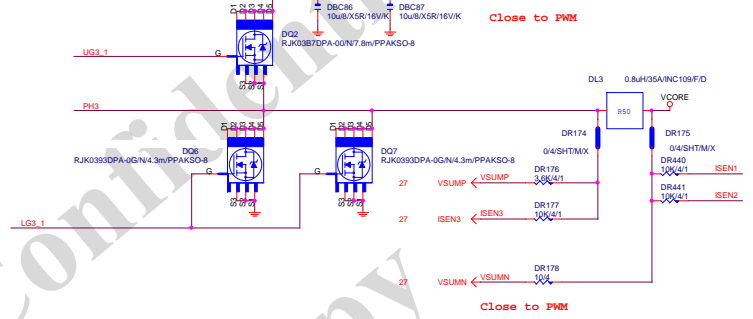 D1 D2 D3 D4 D5
DBC86
10u/8/X5R/16V/K
DBC87
10u/8/X5R/16V/K
Close to PWM
DQ2
RJK03B7DPA-00/N/7.8m/PPAKSO-8
UG3_1
G
S3 S2 S1
DL3
0.8uH/35A/INC109/F/D
VCORE
PH3
R50
D1 D2 D3 D4 D5
D1 D2 D3 D4 D5
DQ6
RJK0393DPA-0G/N/4.3m/PPAKSO-8
DQ7
RJK0393DPA-0G/N/4.3m/PPAKSO-8
DR174
0/4/SHT/M/X
DR175
0/4/SHT/M/X
G
G
S3 S2 S1
S3 S2 S1
27 VSUMP VSUMP
DR176
3.6K/4/1
DR440
10K/4/1
ISEN1
DR441
10K/4/1
ISEN2
27 ISEN3 ISEN3
DR177
10K/4/1
LG3_1
27 VSUMN VSUMN
DR178
10/4
Close to PWM
Confidential